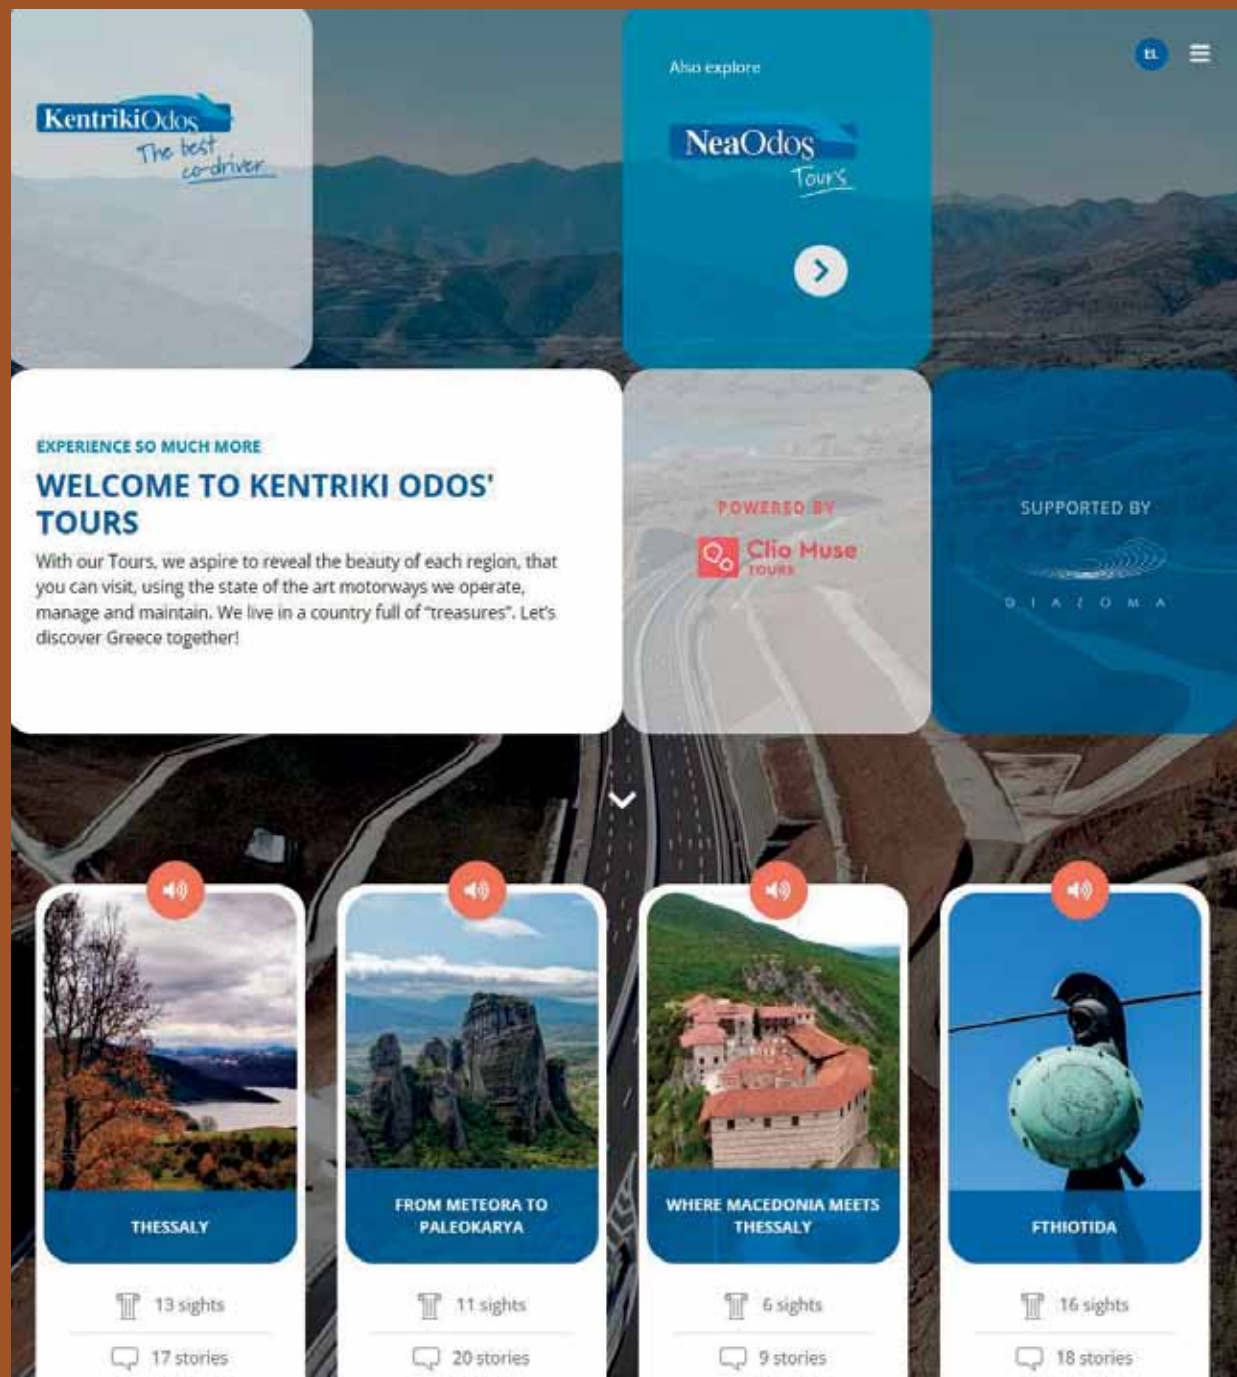 KentrikiOdos
The best
co-driver
Also explore
NeaOdos
Tours
EL
EXPERIENCE SO MUCH MORE
WELCOME TO KENTRIKI ODOS'
TOURS
With our Tours, we aspire to reveal the beauty of each region, that
you can visit, using the state of the art motorways we operate,
manage and maintain. We live in a country full of "treasures". Let's
discover Greece together!
POWERED BY
Clio Muse
TOURS
SUPPORTED BY
DIAZOMA
THESSALY
13 sights
17 stories
FROM METEORA TO
PALEOKARYA
11 sights
20 stories
WHERE MACEDONIA MEETS
THESSALY
6 sights
9 stories
FTHIOTIDA
16 sights
18 stories